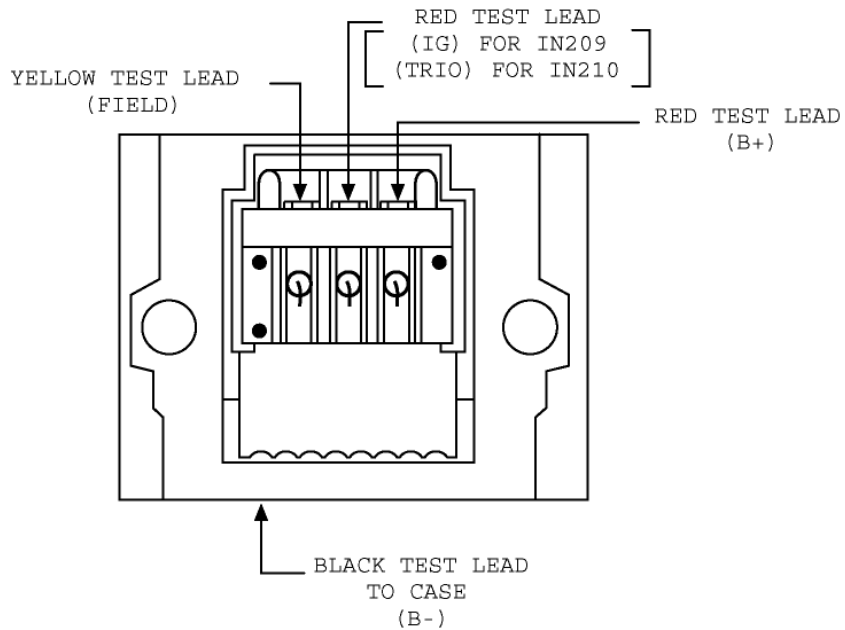 RED TEST LEAD
(IG) FOR IN209
(TRIO) FOR IN210
YELLOW TEST LEAD
(FIELD)
RED TEST LEAD
(B+)
BLACK TEST LEAD
TO CASE
(B-)